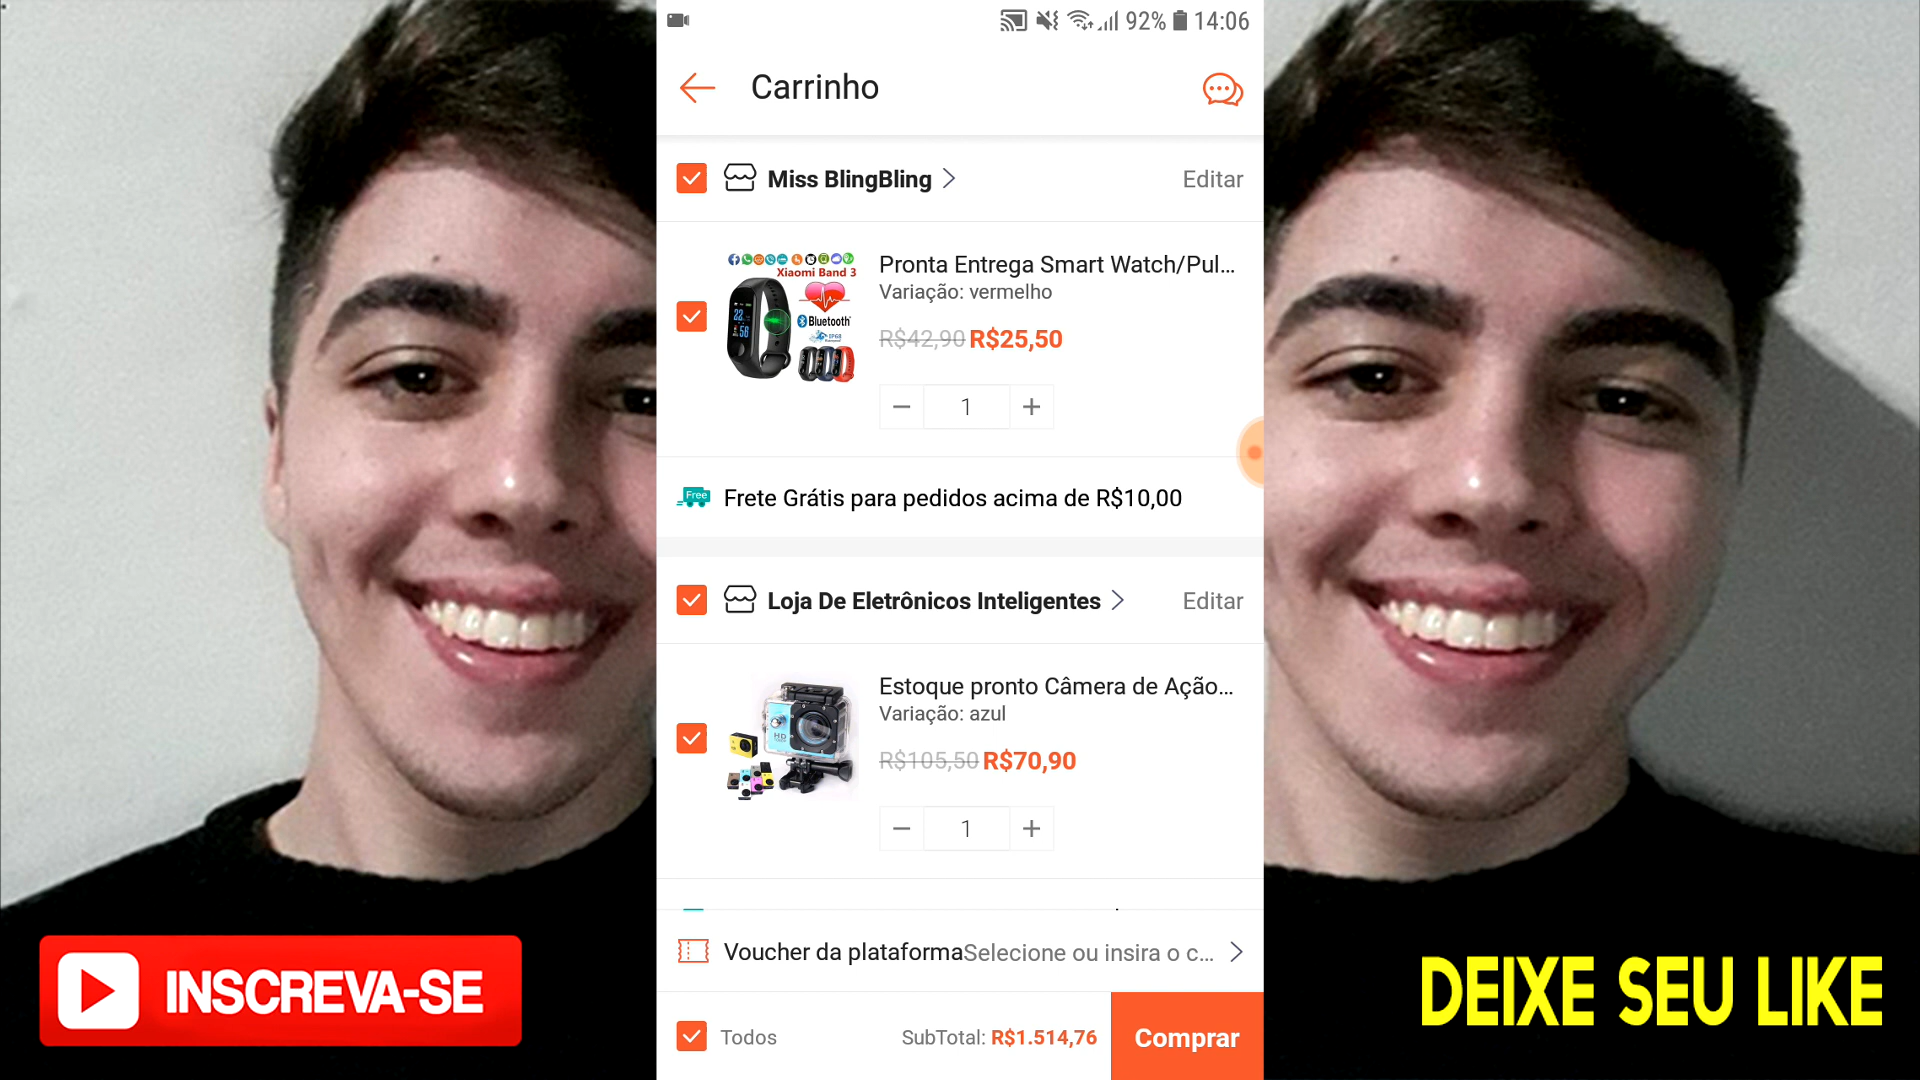 92% 14:06
Carrinho
Miss BlingBling
Editar
Xiaomi Band 3
Bluetooth
IP68
Pronta Entrega Smart Watch/Pul...
Variação: vermelho
R$42,90 R$25,50
1
Free
Frete Grátis para pedidos acima de R$10,00
Loja De Eletrônicos Inteligentes
Editar
HD
Estoque pronto Câmera de Ação...
Variação: azul
R$105,50 R$70,90
1
Voucher da plataforma Selecione ou insira o c...
Todos
SubTotal: R$1.514,76
Comprar
INSCREVA-SE
DEIXE SEU LIKE